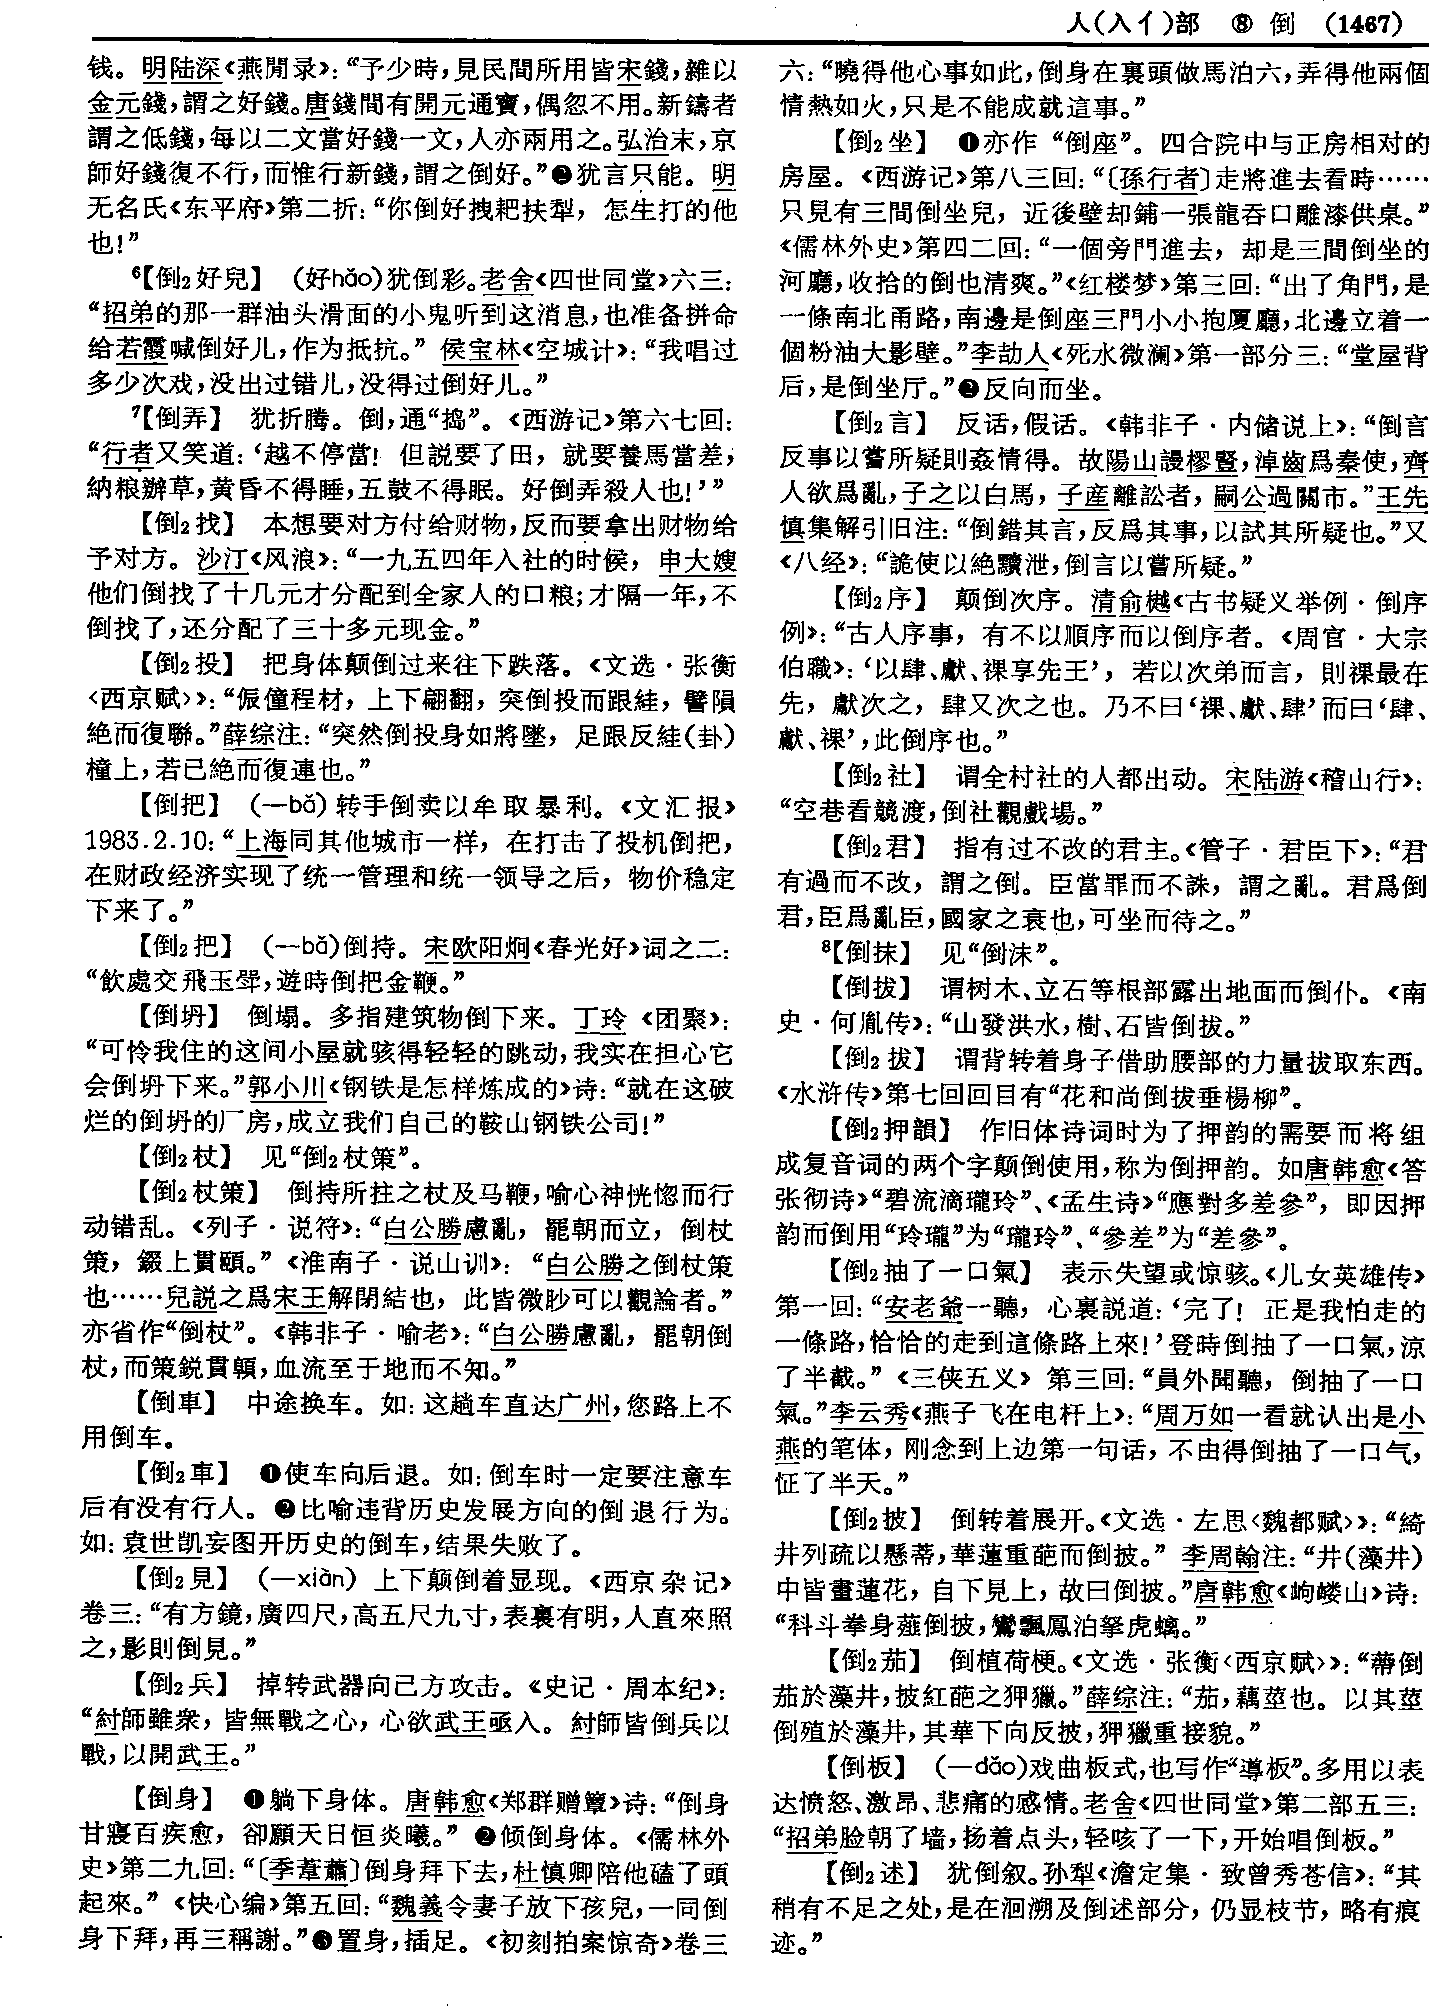 人(入亻)部 ⑧ 倒 (1467)
钱。明陆深《燕閒录》：“予少時，見民間所用皆宋錢，雜以
金元錢，謂之好錢。唐錢間有開元通寶，偶忽不用。新鑄者
謂之低錢，每以二文當好錢一文，人亦兩用之。弘治末，京
師好錢復不行，而惟行新錢，謂之倒好。”❷犹言只能。明
无名氏《东平府》第二折：“你倒好拽耙扶犁，怎生打的他
也！”
⁶【倒₂好兒】 (好hǎo)犹倒彩。老舍《四世同堂》六三：
“招弟的那一群油头滑面的小鬼听到这消息，也准备拼命
给若霞喊倒好儿，作为抵抗。” 侯宝林《空城计》：“我唱过
多少次戏，没出过错儿，没得过倒好儿。”
⁷【倒弄】 犹折腾。倒，通“捣”。《西游记》第六七回：
“行者又笑道：‘越不停當！但説要了田，就要養馬當差，
納粮辦草，黄昏不得睡，五鼓不得眠。好倒弄殺人也！’”
【倒₂找】 本想要对方付给财物，反而要拿出财物给
予对方。沙汀《风浪》：“一九五四年入社的时候，申大嫂
他们倒找了十几元才分配到全家人的口粮；才隔一年，不
倒找了，还分配了三十多元现金。”
【倒₂投】 把身体颠倒过来往下跌落。《文选·张衡
〈西京赋〉》：“侲僮程材，上下翩翻，突倒投而跟絓，譬隕
絶而復聯。”薛综注：“突然倒投身如將墜，足跟反絓(卦)
橦上，若已絶而復連也。”
【倒把】 (—bǎ)转手倒卖以牟取暴利。《文汇报》
1983.2.10：“上海同其他城市一样，在打击了投机倒把，
在财政经济实现了统一管理和统一领导之后，物价稳定
下来了。”
【倒₂把】 (—bǎ)倒持。宋欧阳炯《春光好》词之二：
“飲處交飛玉斝，遊時倒把金鞭。”
【倒坍】 倒塌。多指建筑物倒下来。丁玲《团聚》：
“可怜我住的这间小屋就骇得轻轻的跳动，我实在担心它
会倒坍下来。”郭小川《钢铁是怎样炼成的》诗：“就在这破
烂的倒坍的厂房，成立我们自己的鞍山钢铁公司！”
【倒₂杖】 见“倒₂杖策”。
【倒₂杖策】 倒持所拄之杖及马鞭，喻心神恍惚而行
动错乱。《列子·说符》：“白公勝慮亂，罷朝而立，倒杖
策，錣上貫頤。”《淮南子·说山训》：“白公勝之倒杖策
也……兒説之爲宋王解閉結也，此皆微眇可以觀論者。”
亦省作“倒杖”。《韩非子·喻老》：“白公勝慮亂，罷朝倒
杖，而策鋭貫顊，血流至于地而不知。”
【倒車】 中途换车。如：这趟车直达广州，您路上不
用倒车。
【倒₂車】 ❶使车向后退。如：倒车时一定要注意车
后有没有行人。❷比喻违背历史发展方向的倒退行为。
如：袁世凯妄图开历史的倒车，结果失败了。
【倒₂見】 (—xiàn) 上下颠倒着显现。《西京杂记》
卷三：“有方鏡，廣四尺，高五尺九寸，表裏有明，人直來照
之，影則倒見。”
【倒₂兵】 掉转武器向己方攻击。《史记·周本纪》：
“紂師雖衆，皆無戰之心，心欲武王亟入。紂師皆倒兵以
戰，以開武王。”
【倒身】 ❶躺下身体。唐韩愈《郑群赠簟》诗：“倒身
甘寢百疾愈，卻願天日恒炎曦。” ❷倾倒身体。《儒林外
史》第二九回：“〔季葦蕭〕倒身拜下去，杜慎卿陪他磕了頭
起來。”《快心编》第五回：“魏義令妻子放下孩兒，一同倒
身下拜，再三稱謝。”❸置身，插足。《初刻拍案惊奇》卷三
六：“曉得他心事如此，倒身在裏頭做馬泊六，弄得他兩個
情熱如火，只是不能成就這事。”
【倒₂坐】 ❶亦作“倒座”。四合院中与正房相对的
房屋。《西游记》第八三回：“〔孫行者〕走將進去看時……
只見有三間倒坐兒，近後壁却鋪一張龍吞口雕漆供桌。”
《儒林外史》第四二回：“一個旁門進去，却是三間倒坐的
河廳，收拾的倒也清爽。”《红楼梦》第三回：“出了角門，是
一條南北甬路，南邊是倒座三門小小抱厦廳，北邊立着一
個粉油大影壁。”李劼人《死水微澜》第一部分三：“堂屋背
后，是倒坐厅。”❷反向而坐。
【倒₂言】 反话，假话。《韩非子·内储说上》：“倒言
反事以嘗所疑則姦情得。故陽山謾樛豎，淖齒爲秦使，齊
人欲爲亂，子之以白馬，子産離訟者，嗣公過關市。”王先
慎集解引旧注：“倒錯其言，反爲其事，以試其所疑也。”又
《八经》：“詭使以絶黷泄，倒言以嘗所疑。”
【倒₂序】 颠倒次序。清俞樾《古书疑义举例·倒序
例》：“古人序事，有不以順序而以倒序者。《周官·大宗
伯職》：‘以肆、獻、祼享先王’，若以次弟而言，則祼最在
先，獻次之，肆又次之也。乃不曰‘祼、獻、肆’而曰‘肆、
獻、祼’，此倒序也。”
【倒₂社】 谓全村社的人都出动。宋陆游《稽山行》：
“空巷看競渡，倒社觀戲場。”
【倒₂君】 指有过不改的君主。《管子·君臣下》：“君
有過而不改，謂之倒。臣當罪而不誅，謂之亂。君爲倒
君，臣爲亂臣，國家之衰也，可坐而待之。”
⁸【倒抹】 见“倒沫”。
【倒拔】 谓树木、立石等根部露出地面而倒仆。《南
史·何胤传》：“山發洪水，樹、石皆倒拔。”
【倒₂拔】 谓背转着身子借助腰部的力量拔取东西。
《水浒传》第七回回目有“花和尚倒拔垂楊柳”。
【倒₂押韻】 作旧体诗词时为了押韵的需要而将组
成复音词的两个字颠倒使用，称为倒押韵。如唐韩愈《答
张彻诗》“碧流滴瓏玲”、《孟生诗》“應對多差參”，即因押
韵而倒用“玲瓏”为“瓏玲”、“參差”为“差參”。
【倒₂抽了一口氣】 表示失望或惊骇。《儿女英雄传》
第一回：“安老爺一聽，心裏説道：‘完了！正是我怕走的
一條路，恰恰的走到這條路上來！’登時倒抽了一口氣，涼
了半截。”《三侠五义》第三回：“員外聞聽，倒抽了一口
氣。”李云秀《燕子飞在电杆上》：“周万如一看就认出是小
燕的笔体，刚念到上边第一句话，不由得倒抽了一口气，
怔了半天。”
【倒₂披】 倒转着展开。《文选·左思〈魏都赋〉》：“綺
井列疏以懸蒂，華蓮重葩而倒披。” 李周翰注：“井(藻井)
中皆畫蓮花，自下見上，故曰倒披。”唐韩愈《岣嵝山》诗：
“科斗拳身薤倒披，鸞飄鳳泊拏虎螭。”
【倒₂茄】 倒植荷梗。《文选·张衡〈西京赋〉》：“蔕倒
茄於藻井，披紅葩之狎獵。”薛综注：“茄，藕莖也。以其莖
倒殖於藻井，其華下向反披，狎獵重接貌。”
【倒板】 (—dǎo)戏曲板式，也写作“導板”。多用以表
达愤怒、激昂、悲痛的感情。老舍《四世同堂》第二部五三：
“招弟脸朝了墙，扬着点头，轻咳了一下，开始唱倒板。”
【倒₂述】 犹倒叙。孙犁《澹定集·致曾秀苍信》：“其
稍有不足之处，是在洄溯及倒述部分，仍显枝节，略有痕
迹。”